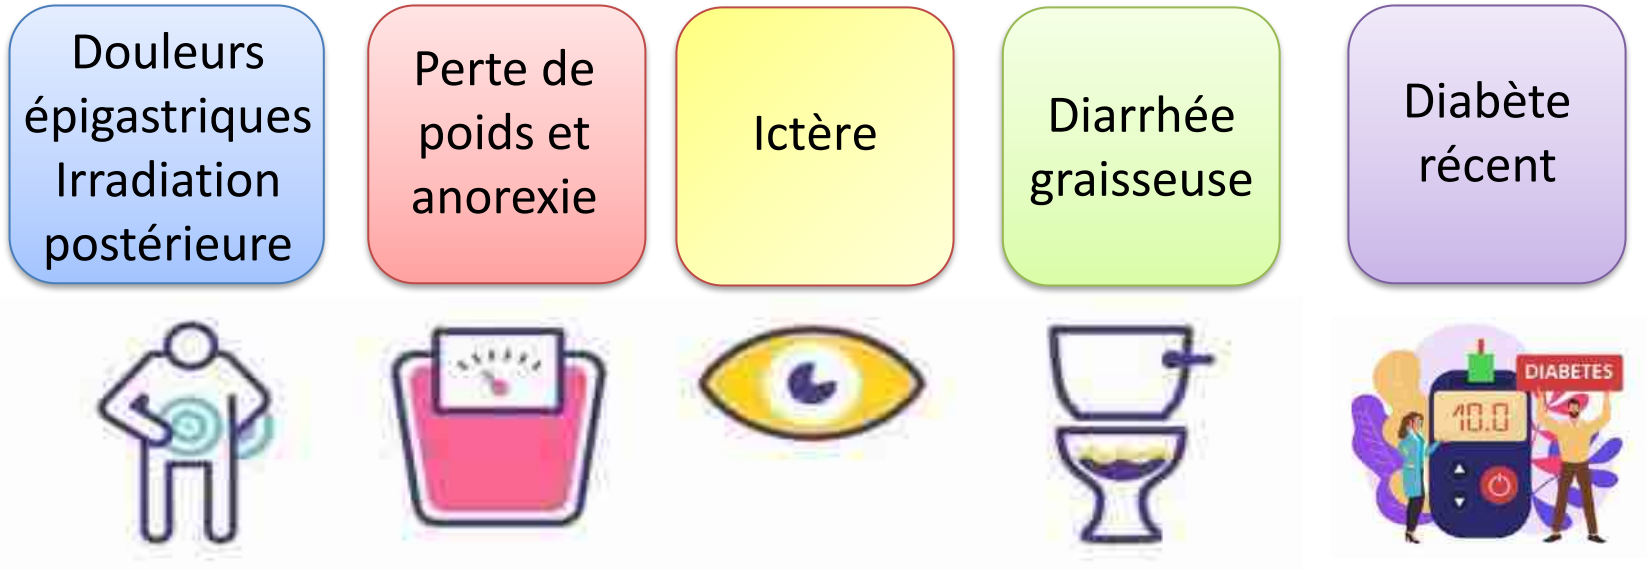 Douleurs
épigastriques
Irradiation
postérieure
Perte de
poids et
anorexie
Ictère
Diarrhée
graisseuse
Diabète
récent
DIABETES
10.0